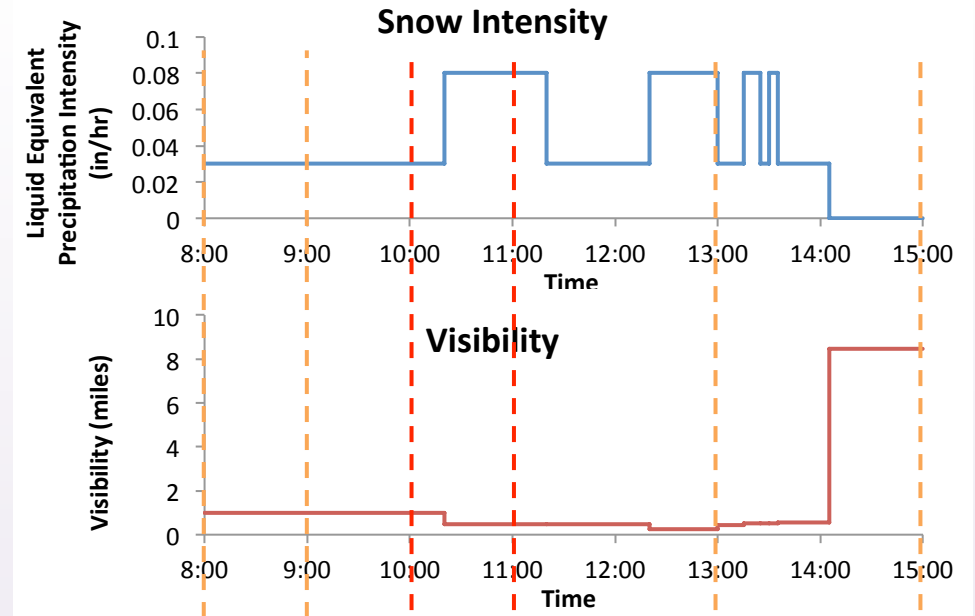 Snow Intensity
Liquid Equivalent
Precipitation Intensity
(in/hr)
0.1
0.08
0.06
0.04
0.02
0
8:00 9:00 10:00 11:00 12:00 13:00 14:00 15:00
Time
Visibility
Visibility (miles)
10
8
6
4
2
0
8:00 9:00 10:00 11:00 12:00 13:00 14:00 15:00
Time